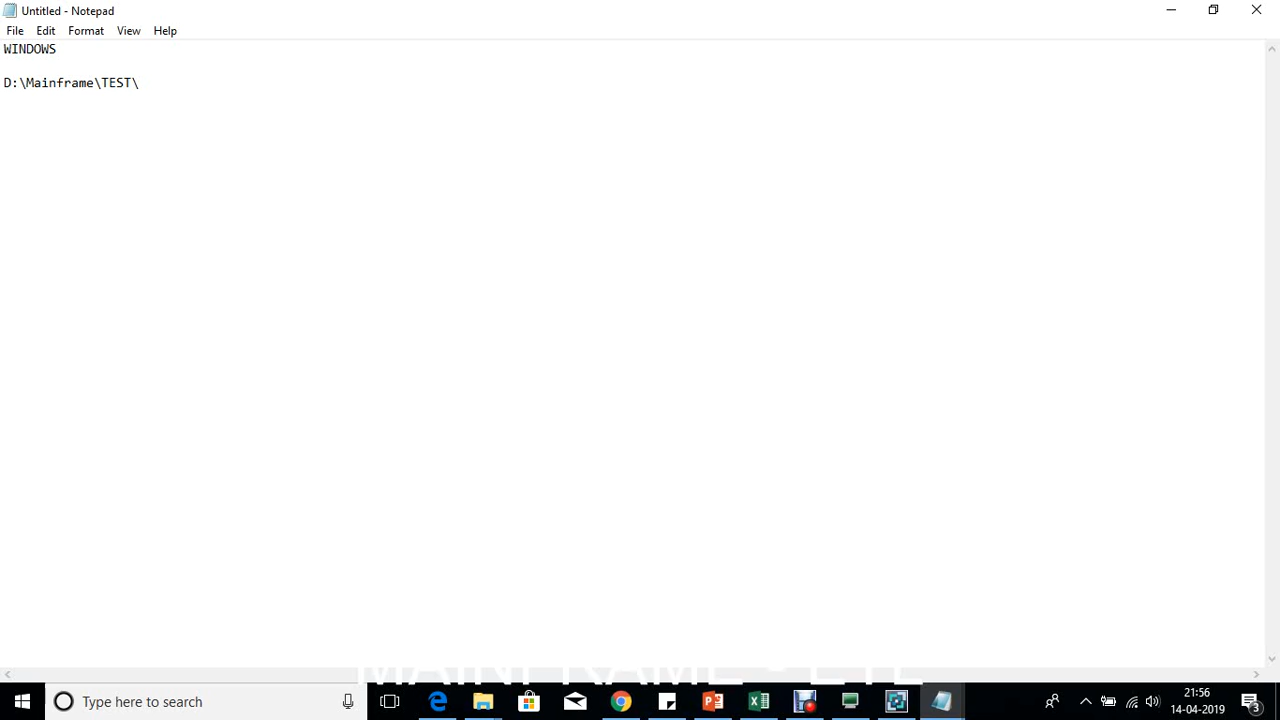 Untitled - Notepad
File Edit Format View Help
WINDOWS
D:\Mainframe\TEST\
Type here to search
21:56
14-04-2019
3